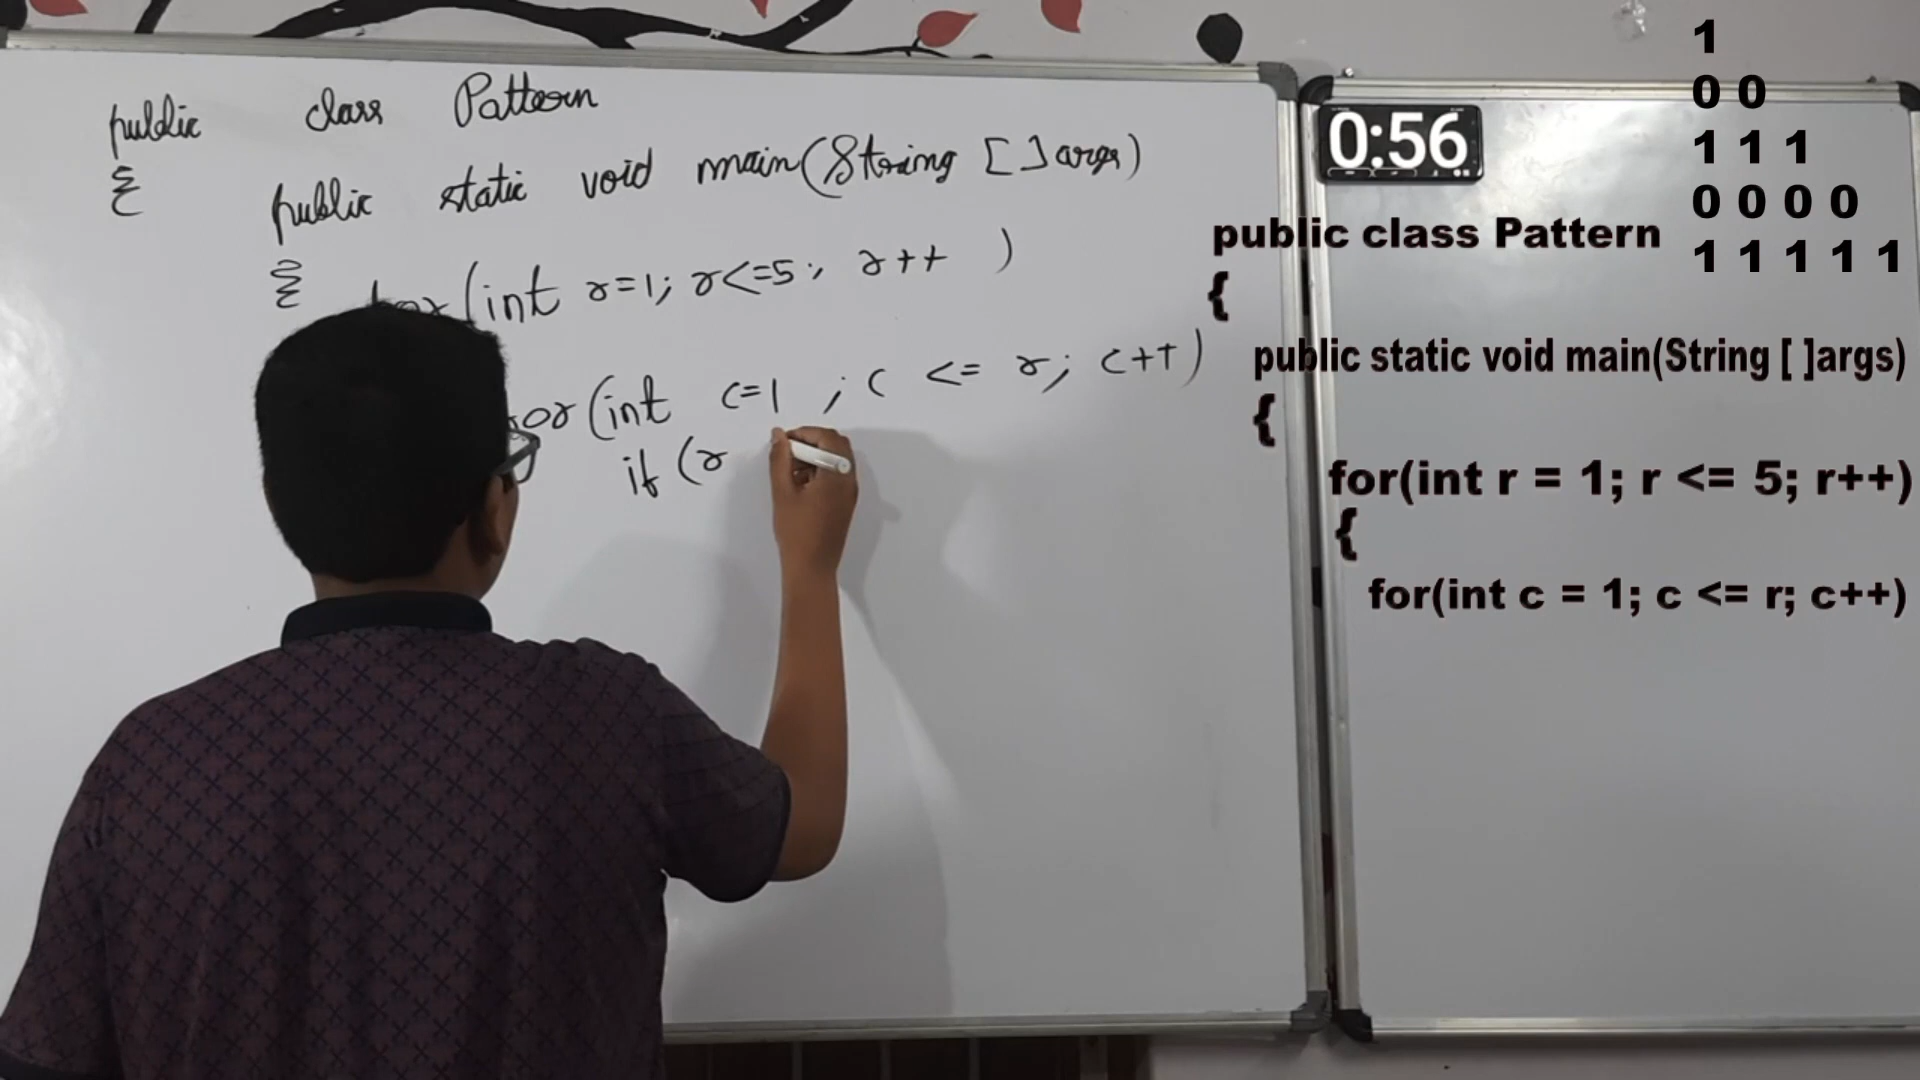 public class Pattern
{
public static void main(String [ ] args)
{
for(int r=1; r<=5; r++ )
for(int c=1 ; c <= r; c++)
if (r
0:56
1
0 0
1 1 1
0 0 0 0
1 1 1 1 1
public class Pattern
{
public static void main(String [ ]args)
{
for(int r = 1; r <= 5; r++)
{
for(int c = 1; c <= r; c++)